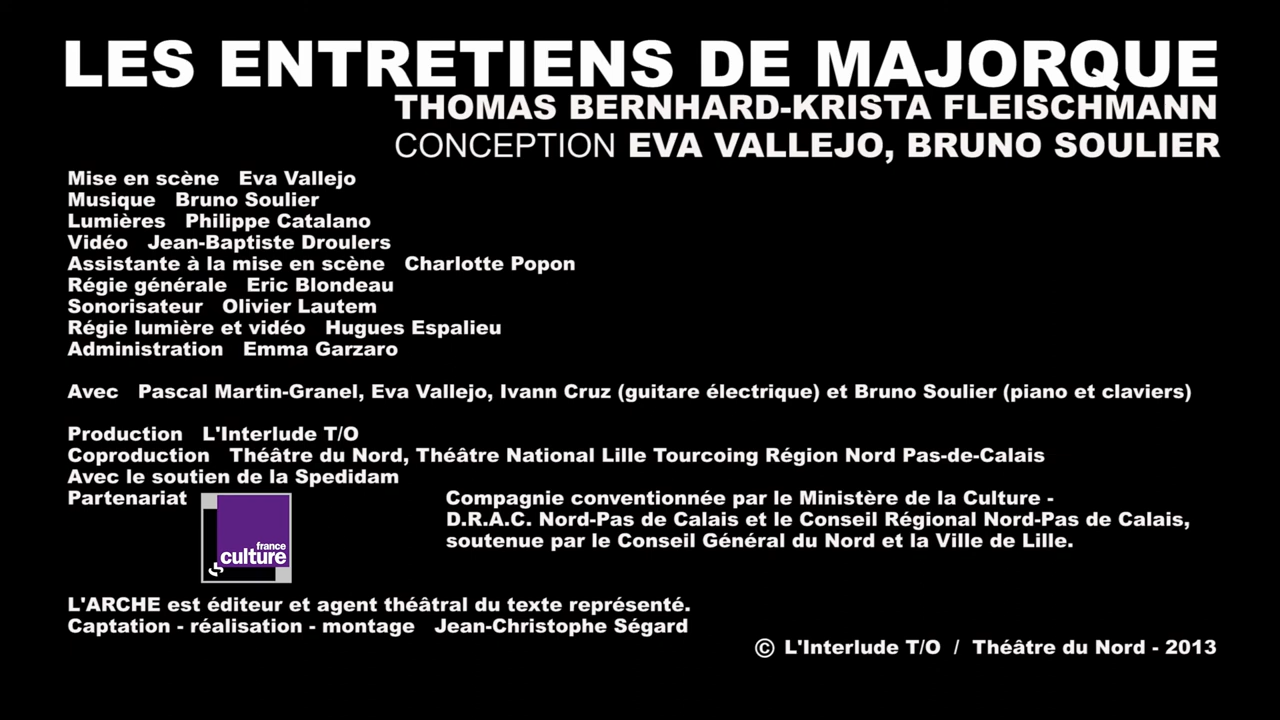 LES ENTRETIENS DE MAJORQUE
THOMAS BERNHARD-KRISTA FLEISCHMANN
CONCEPTION EVA VALLEJO, BRUNO SOULIER
Mise en scène Eva Vallejo
Musique Bruno Soulier
Lumières Philippe Catalano
Vidéo Jean-Baptiste Droulers
Assistante à la mise en scène Charlotte Popon
Régie générale Eric Blondeau
Sonorisateur Olivier Lautem
Régie lumière et vidéo Hugues Espalieu
Administration Emma Garzaro
Avec Pascal Martin-Granel, Eva Vallejo, Ivann Cruz (guitare électrique) et Bruno Soulier (piano et claviers)
Production L'Interlude T/O
Coproduction Théâtre du Nord, Théâtre National Lille Tourcoing Région Nord Pas-de-Calais
Avec le soutien de la Spedidam
Partenariat
france
culture
Compagnie conventionnée par le Ministère de la Culture -
D.R.A.C. Nord-Pas de Calais et le Conseil Régional Nord-Pas de Calais,
soutenue par le Conseil Général du Nord et la Ville de Lille.
L'ARCHE est éditeur et agent théâtral du texte représenté.
Captation - réalisation - montage Jean-Christophe Ségard
© L'Interlude T/O / Théâtre du Nord - 2013